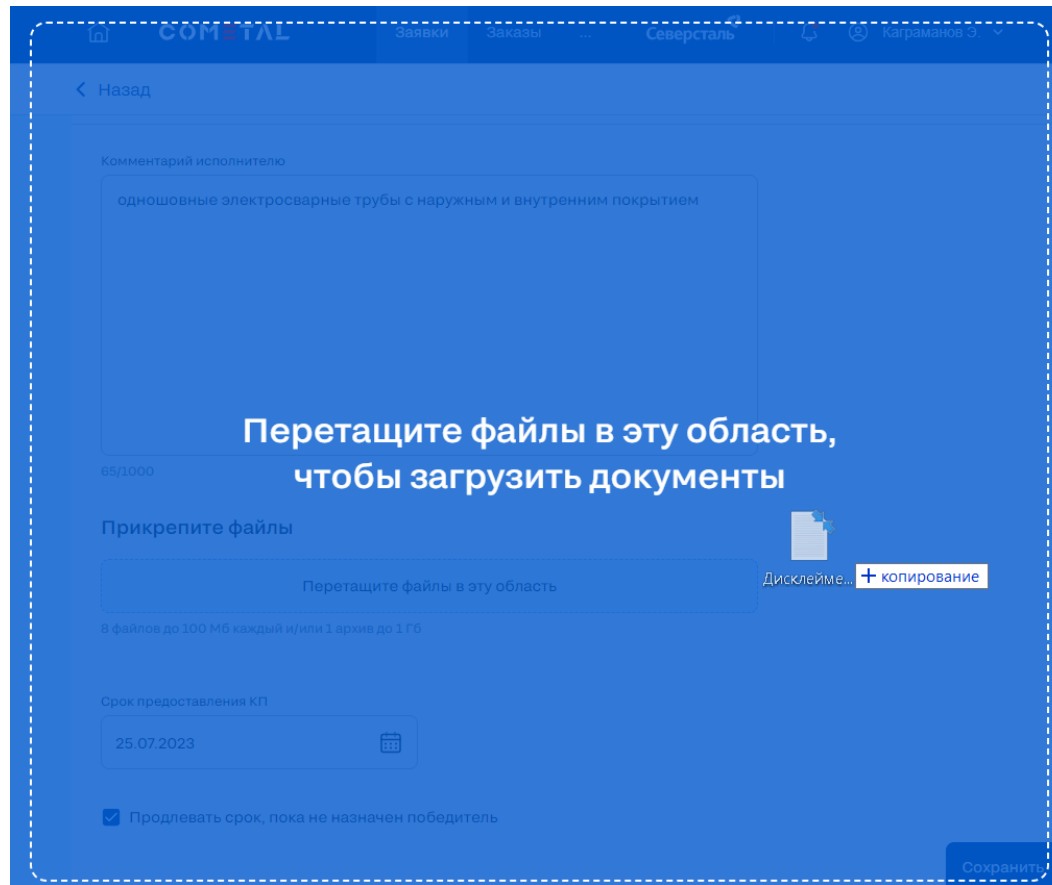 COMETAL Заявки Заказы ... Северсталь Каграманов Э.
Назад
Комментарий исполнителю
одношовные электросварные трубы с наружным и внутренним покрытием
Перетащите файлы в эту область,
65/1000
чтобы загрузить документы
Прикрепите файлы
Перетащите файлы в эту область
Дисклейме... + копирование
8 файлов до 100 Мб каждый и/или 1 архив до 1 Гб
Срок предоставления КП
25.07.2023
Продлевать срок, пока не назначен победитель
Сохранить